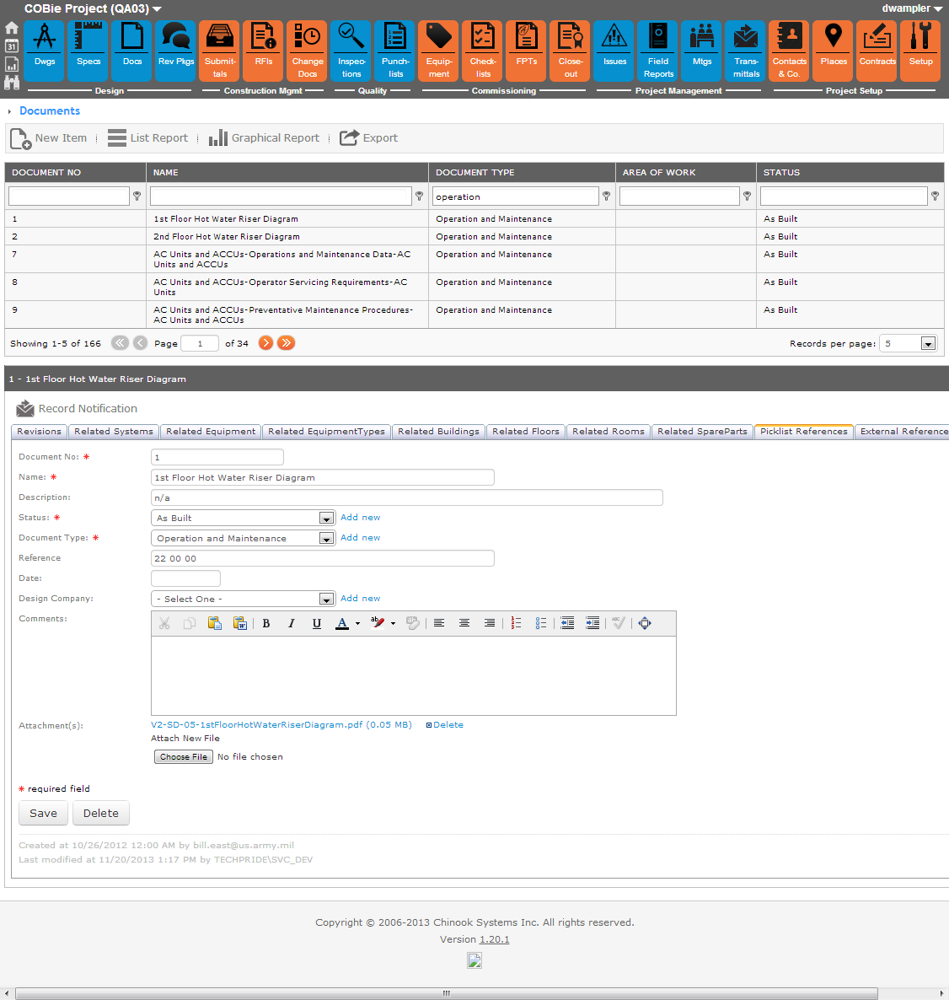 COBie Project (QA03)
dwampler
31
Dwgs
Specs
Docs
Rev Pkgs
Submit-
tals
RFIs
Change
Docs
Inspec-
tions
Punch-
lists
Equip-
ment
Check-
lists
FPTs
Close-
out
Issues
Field
Reports
Mtgs
Trans-
mittals
Contacts
& Co.
Places
Contracts
Setup
Design
Construction Mgmt
Quality
Commissioning
Project Management
Project Setup
Documents
New Item
List Report
Graphical Report
Export
DOCUMENT NO NAME DOCUMENT TYPE AREA OF WORK STATUS
operation
1 1st Floor Hot Water Riser Diagram Operation and Maintenance As Built
2 2nd Floor Hot Water Riser Diagram Operation and Maintenance As Built
7 AC Units and ACCUs-Operations and Maintenance Data-AC Operation and Maintenance As Built
Units and ACCUs
8 AC Units and ACCUs-Operator Servicing Requirements-AC Operation and Maintenance As Built
Units
9 AC Units and ACCUs-Preventative Maintenance Procedures- Operation and Maintenance As Built
AC Units and ACCUs
Showing 1-5 of 166 Page 1 of 34 Records per page: 5
1 - 1st Floor Hot Water Riser Diagram
Record Notification
Revisions Related Systems Related Equipment Related EquipmentTypes Related Buildings Related Floors Related Rooms Related SpareParts Picklist References External Reference
Document No: * 1
Name: * 1st Floor Hot Water Riser Diagram
Description: n/a
Status: * As Built Add new
Document Type: * Operation and Maintenance Add new
Reference 22 00 00
Date:
Design Company: - Select One - Add new
Comments:
B I U A ab ABC
Attachment(s): V2-SD-05-1stFloorHotWaterRiserDiagram.pdf (0.05 MB) Delete
Attach New File
Choose File No file chosen
* required field
Save Delete
Created at 10/26/2012 12:00 AM by bill.east@us.army.mil
Last modified at 11/20/2013 1:17 PM by TECHPRIDE\SVC_DEV
Copyright © 2006-2013 Chinook Systems Inc. All rights reserved.
Version 1.20.1